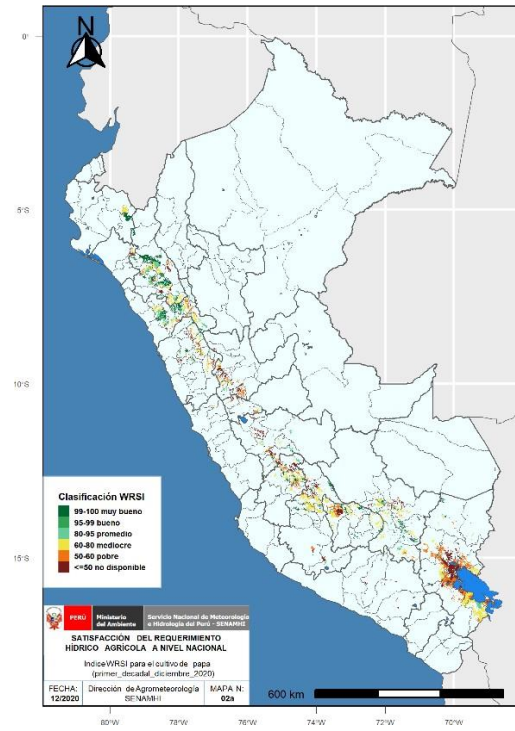 N
0°
5°S
10°S
15°S
Clasificación WRSI
99-100 muy bueno
95-99 bueno
80-95 promedio
60-80 mediocre
50-60 pobre
<=50 no disponible
PERÚ
Ministerio del Ambiente
Servicio Nacional de Meteorología e Hidrología del Perú - SENAMHI
SATISFACCIÓN DEL REQUERIMIENTO
HÍDRICO AGRÍCOLA A NIVEL NACIONAL
IndiceWRSI para el cultivo de papa
(primer_decadal_diciembre_2020)
FECHA: Dirección de Agrometeorología MAPA N:
12/2020 SENAMHI 02a
600 km
80°W 78°W 76°W 74°W 72°W 70°W